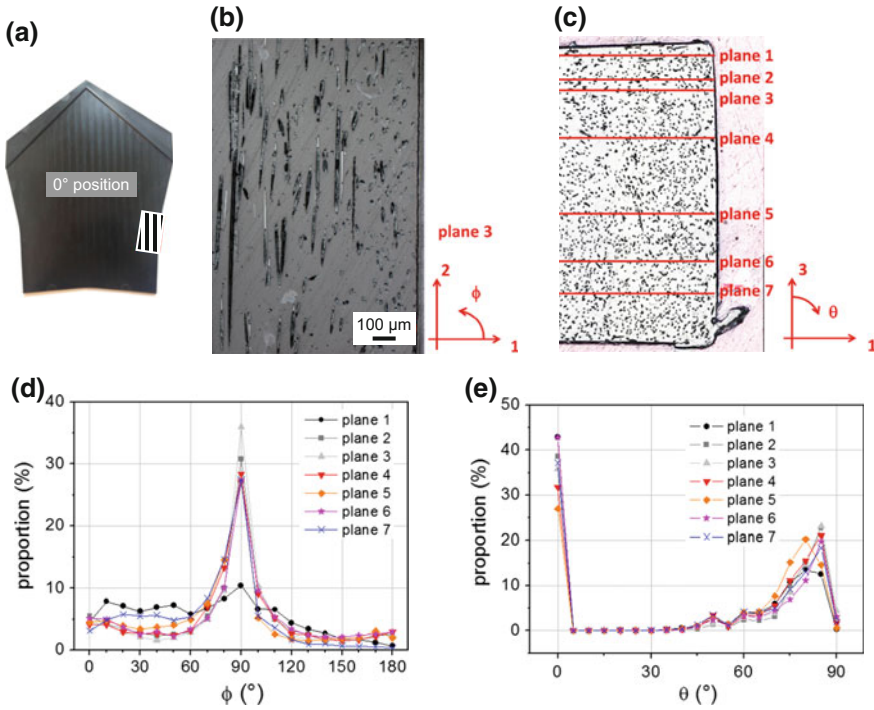 (a)
0° position
(b)
100 µm
plane 3
2
ϕ
1
(c)
plane 1
plane 2
plane 3
plane 4
plane 5
plane 6
plane 7
3
θ
1
(d)
40
30
20
10
0
proportion (%)
plane 1
plane 2
plane 3
plane 4
plane 5
plane 6
plane 7
0 30 60 90 120 150 180
ϕ (°)
(e)
50
40
30
20
10
0
proportion (%)
plane 1
plane 2
plane 3
plane 4
plane 5
plane 6
plane 7
0 30 60 90
θ (°)